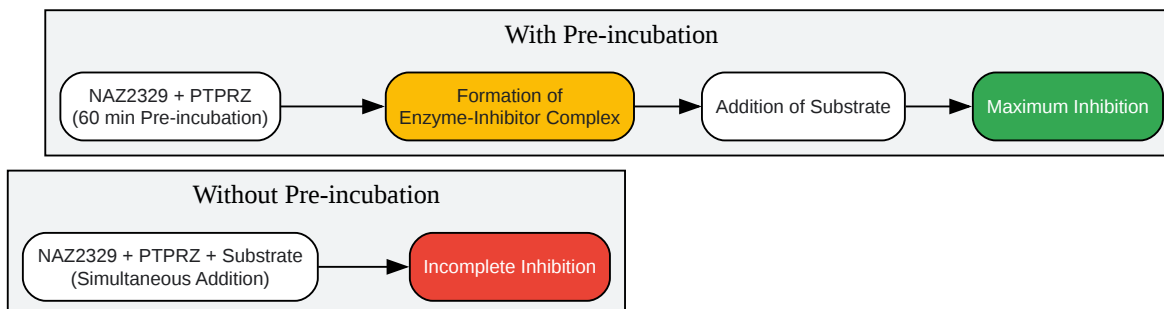 With Pre-incubation
NAZ2329 + PTPRZ
(60 min Pre-incubation)
Formation of
Enzyme-Inhibitor Complex
Addition of Substrate
Maximum Inhibition
Without Pre-incubation
NAZ2329 + PTPRZ + Substrate
(Simultaneous Addition)
Incomplete Inhibition